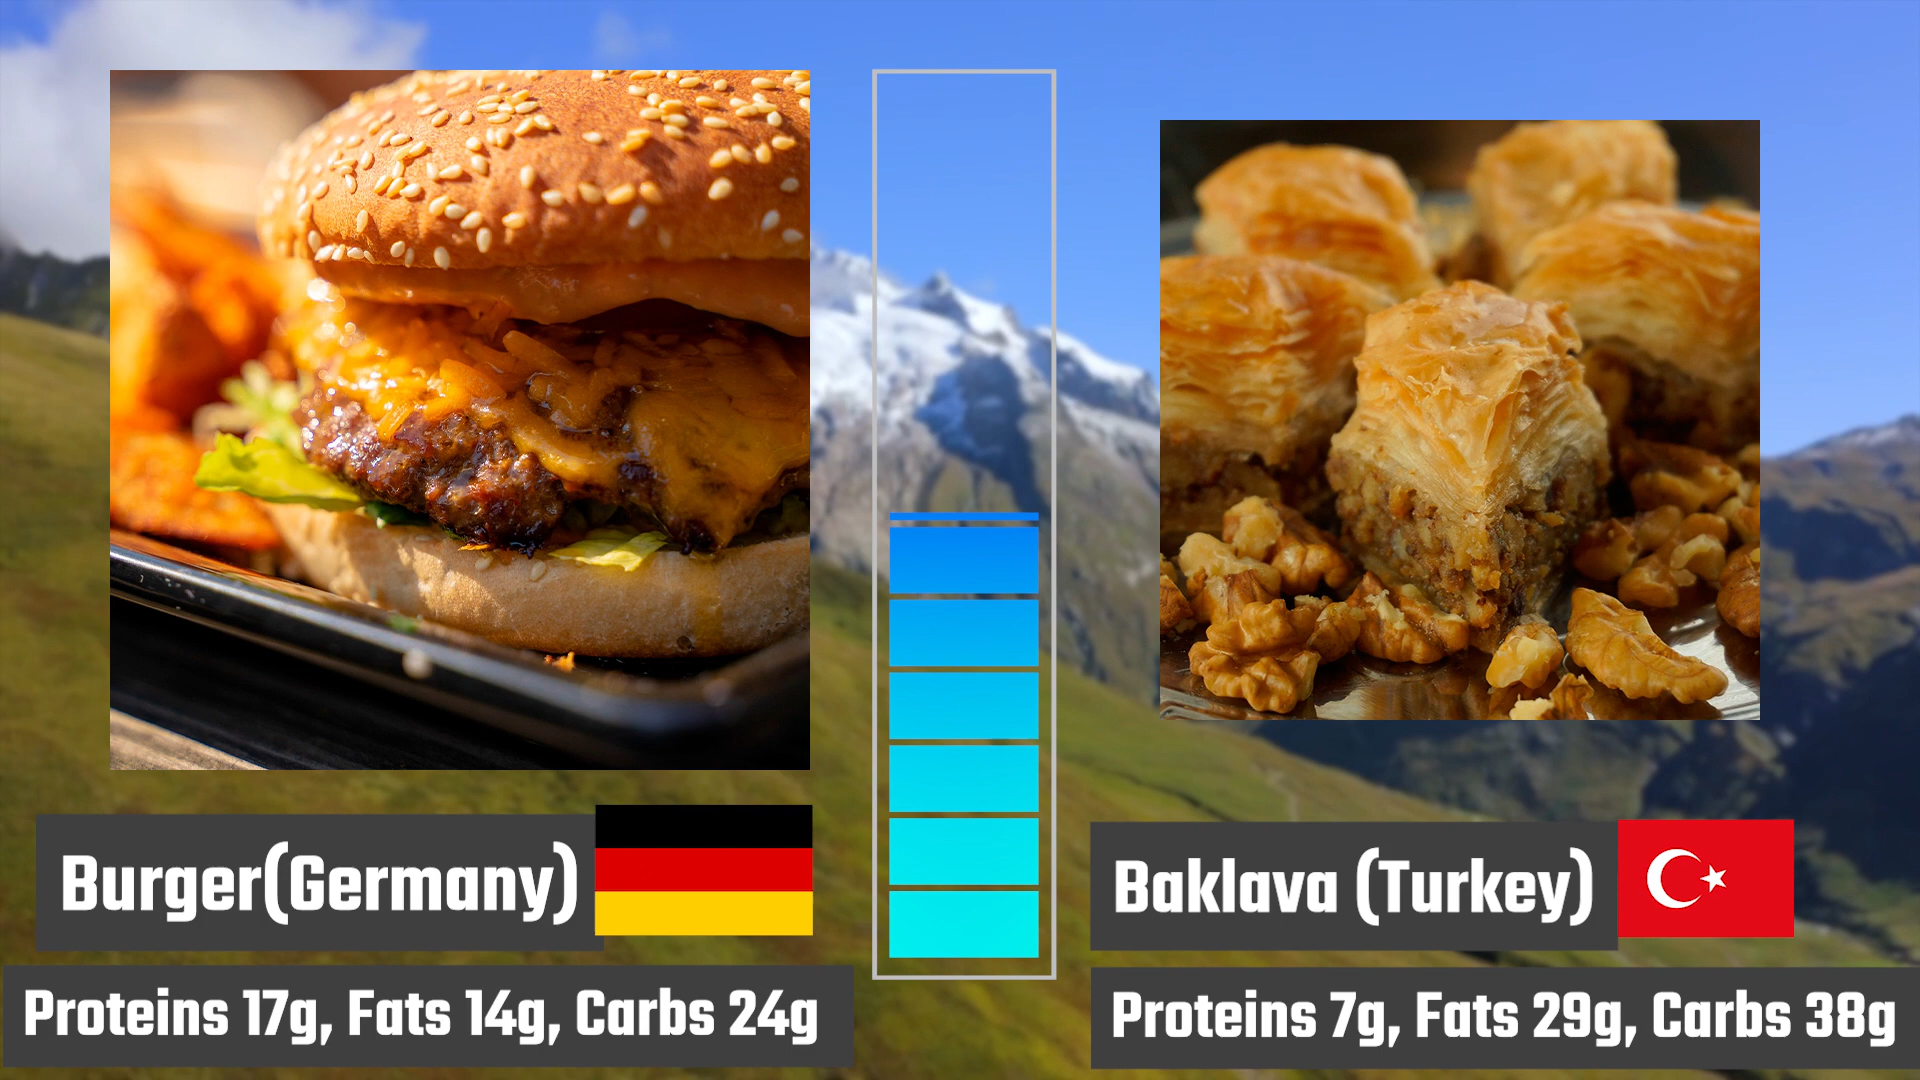 Burger(Germany)
Proteins 17g, Fats 14g, Carbs 24g
Baklava (Turkey)
Proteins 7g, Fats 29g, Carbs 38g